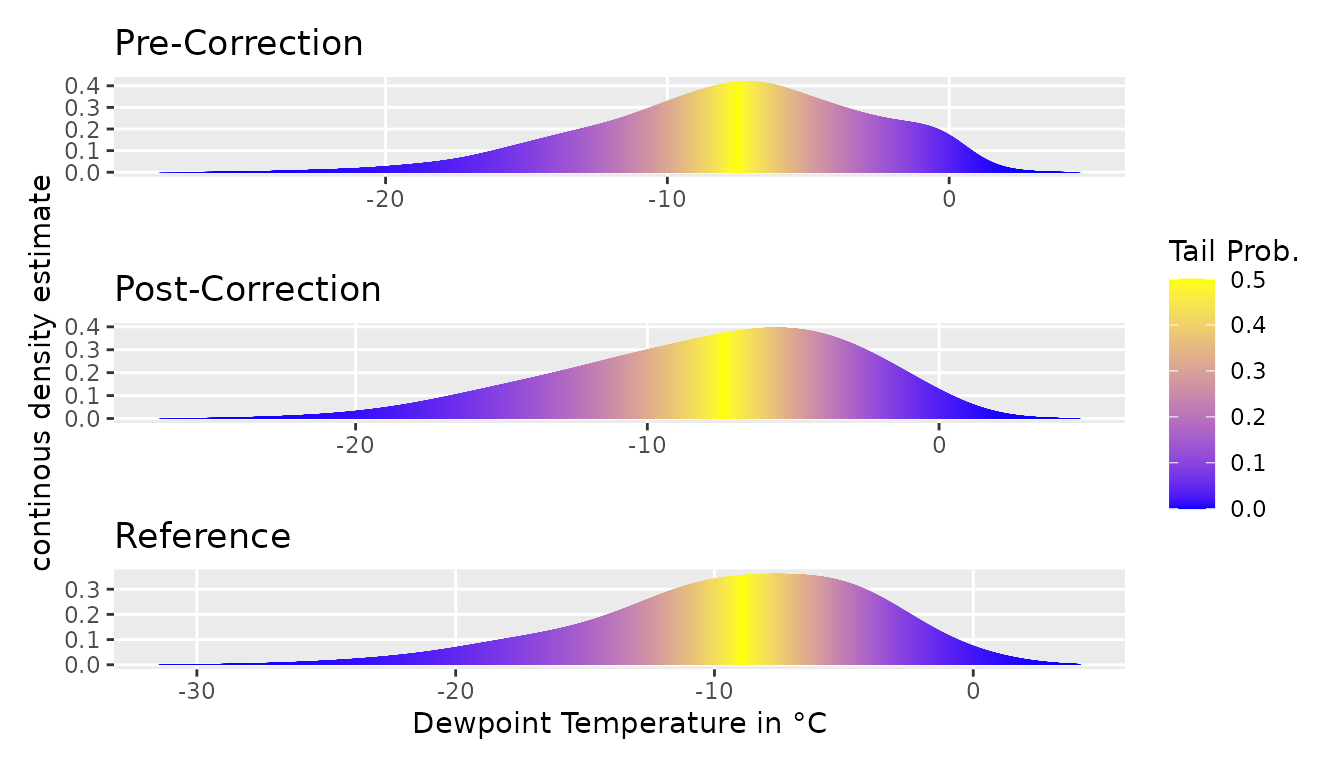 Pre-Correction
0.4
0.3
0.2
0.1
0.0
-20 -10 0
continous density estimate
Post-Correction
0.4
0.3
0.2
0.1
0.0
-20 -10 0
Reference
0.3
0.2
0.1
0.0
-30 -20 -10 0
Dewpoint Temperature in °C
Tail Prob.
0.5
0.4
0.3
0.2
0.1
0.0